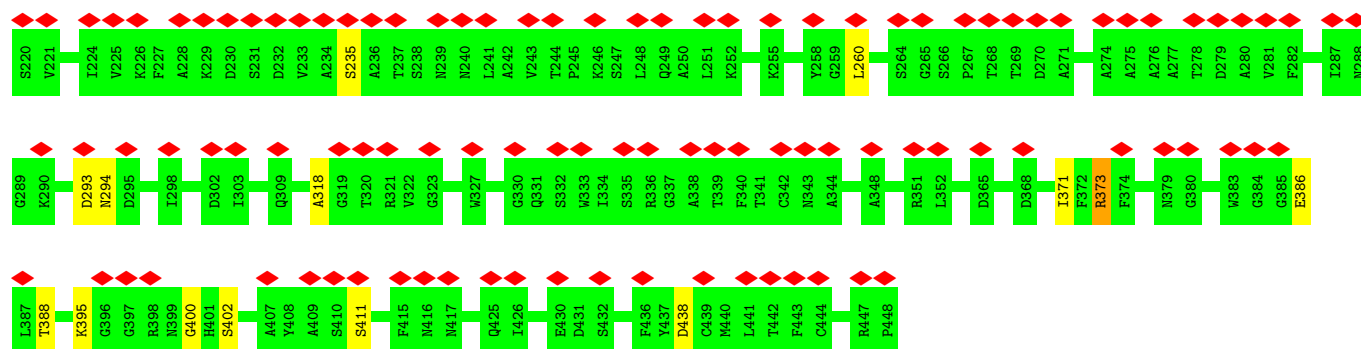 S220 V221 I224 V225 K226 F227 A228 K229 D230 S231 D232 V233 A234 S235 A236 T237 S238 N239 N240 L241 A242 V243 T244 P245 K246 S247 L248 Q249 A250 L251 K252 K255 Y258 G259 L260 S264 G265 S266 P267 T268 T269 D270 A271 A274 A275 A276 A277 T278 D279 A280 V281 F282 I287 N288
G289 K290 D293 N294 D295 I298 D302 I303 Q309 A318 G319 T320 R321 V322 G323 W327 G330 Q331 S332 W333 I334 S335 R336 G337 A338 T339 F340 T341 C342 N343 A344 A348 R351 L352 D365 D368 I371 F372 R373 F374 N379 G380 W383 G384 G385 E386
L387 T388 K395 G396 G397 R398 N399 G400 H401 S402 A407 Y408 A409 S410 S411 F415 N416 N417 Q425 I426 E430 D431 S432 F436 Y437 D438 C439 M440 L441 T442 F443 C444 R447 P448